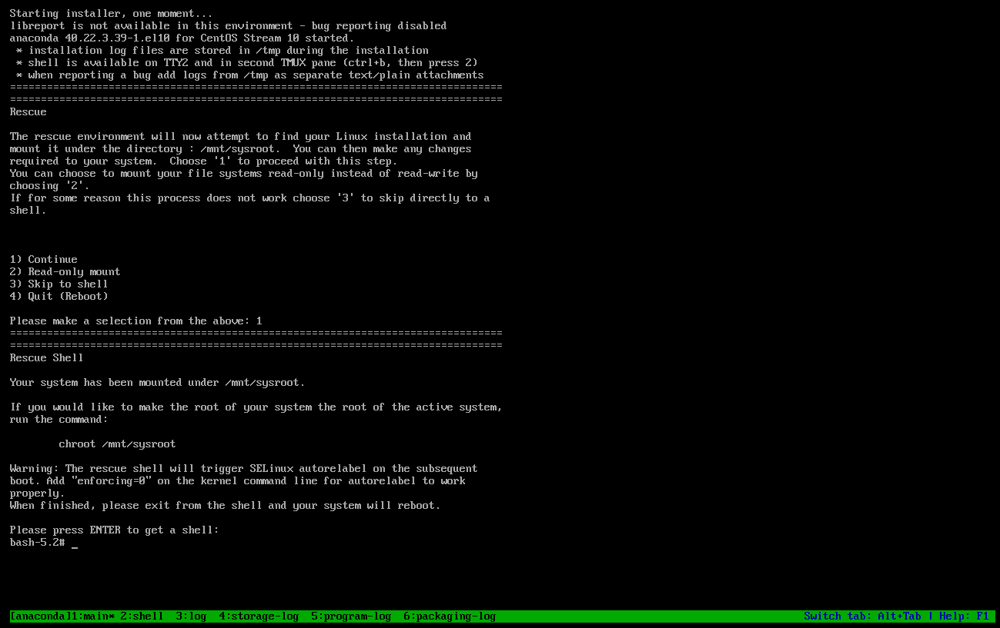 Starting installer, one moment...
libreport is not available in this environment - bug reporting disabled
anaconda 40.22.3.39-1.el10 for CentOS Stream 10 started.
 * installation log files are stored in /tmp during the installation
 * shell is available on TTY2 and in second TMUX pane (ctrl+b, then press 2)
 * when reporting a bug add logs from /tmp as separate text/plain attachments
================================================================================
================================================================================
Rescue

The rescue environment will now attempt to find your Linux installation and
mount it under the directory : /mnt/sysroot.  You can then make any changes
required to your system.  Choose '1' to proceed with this step.
You can choose to mount your file systems read-only instead of read-write by
choosing '2'.
If for some reason this process does not work choose '3' to skip directly to a
shell.

1) Continue
2) Read-only mount
3) Skip to shell
4) Quit (Reboot)

Please make a selection from the above: 1
================================================================================
================================================================================
Rescue Shell

Your system has been mounted under /mnt/sysroot.

If you would like to make the root of your system the root of the active system,
run the command:

        chroot /mnt/sysroot

Warning: The rescue shell will trigger SELinux autorelabel on the subsequent
boot. Add "enforcing=0" on the kernel command line for autorelabel to work
properly.
When finished, please exit from the shell and your system will reboot.

Please press ENTER to get a shell:
bash-5.2# _
[anaconda]1:main* 2:shell  3:log  4:storage-log  5:program-log  6:packaging-log Switch tab: Alt+Tab | Help: F1